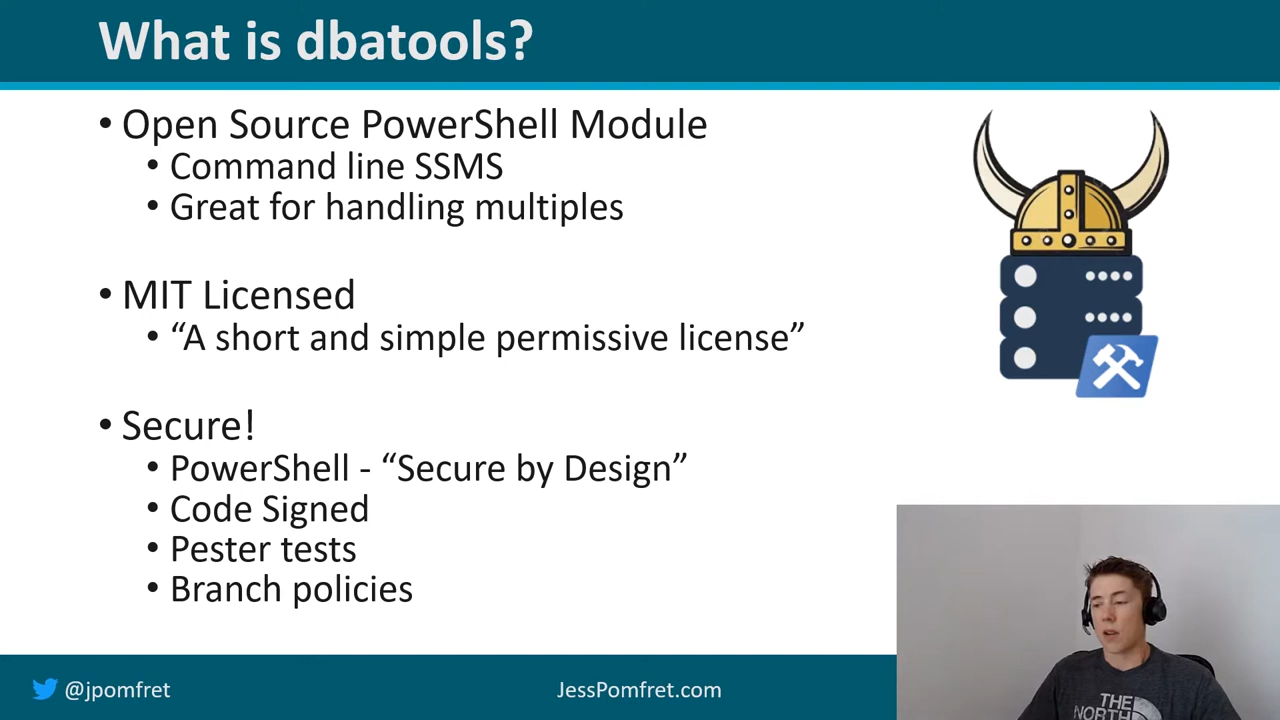 What is dbatools?
• Open Source PowerShell Module
• Command line SSMS
• Great for handling multiples
• MIT Licensed
• “A short and simple permissive license”
• Secure!
• PowerShell - “Secure by Design”
• Code Signed
• Pester tests
• Branch policies
@jpomfret
JessPomfret.com
THE
NORTH